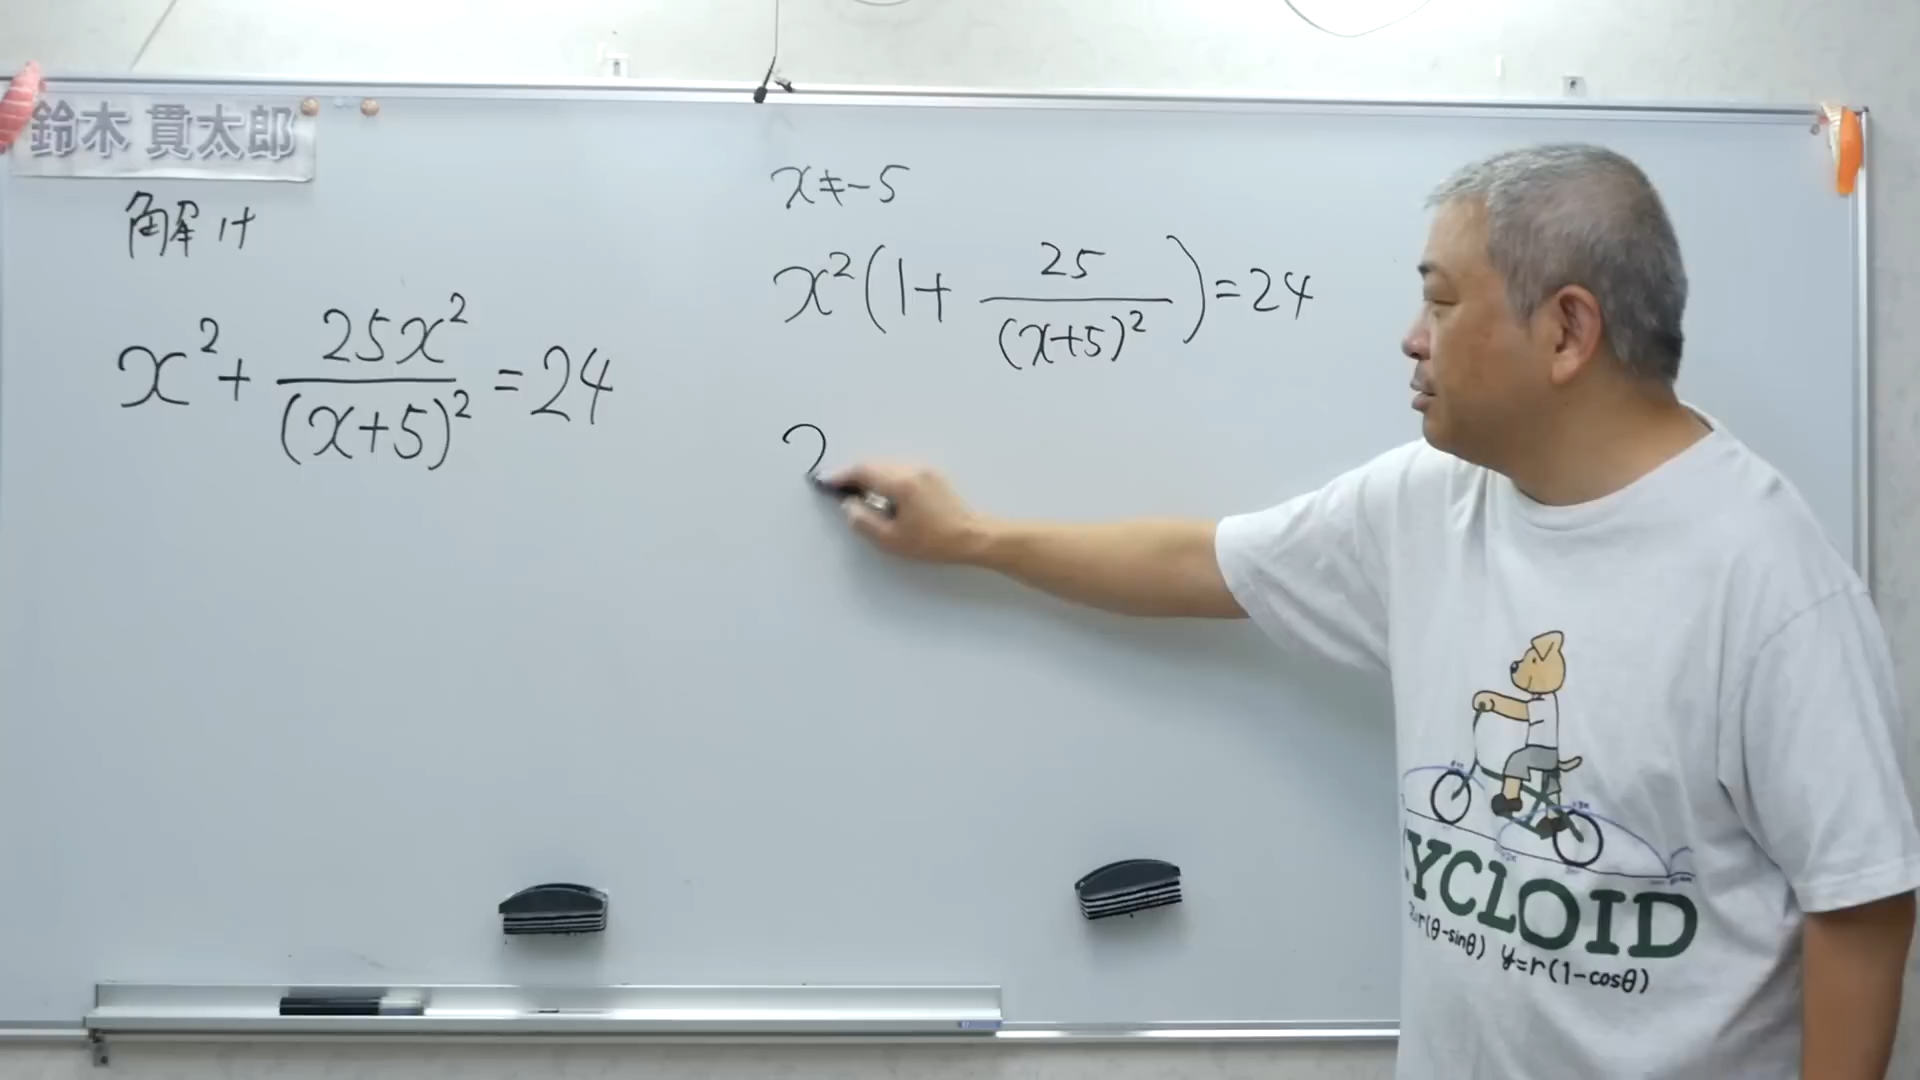 鈴木 貫太郎
解け
x² + 25x²/(x+5)² = 24
x ≠ -5
x²(1 + 25/(x+5)²) = 24
YCLOID
r(θ-sinθ) y=r(1-cosθ)